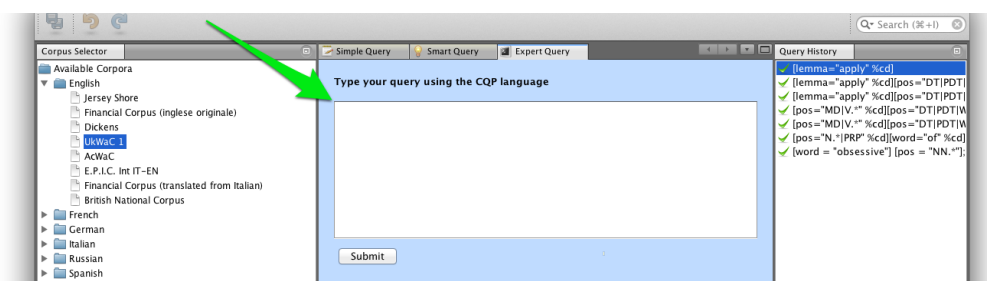 Search (⌘+I)
Corpus Selector
Simple Query
Smart Query
Expert Query
Query History
Available Corpora
English
Jersey Shore
Financial Corpus (inglese originale)
Dickens
UkWaC 1
AcWaC
E.P.I.C. Int IT-EN
Financial Corpus (translated from Italian)
British National Corpus
French
German
Italian
Russian
Spanish
Type your query using the CQP language
Submit
[lemma="apply" %cd]
[lemma="apply" %cd][pos="DT|PDT|
[lemma="apply" %cd][pos="DT|PDT|
[pos="MD|V.*" %cd][pos="DT|PDT|W
[pos="MD|V.*" %cd][pos="DT|PDT|W
[pos="N.*|PRP" %cd][word="of" %cd]
[word = "obsessive"] [pos = "NN.*"];